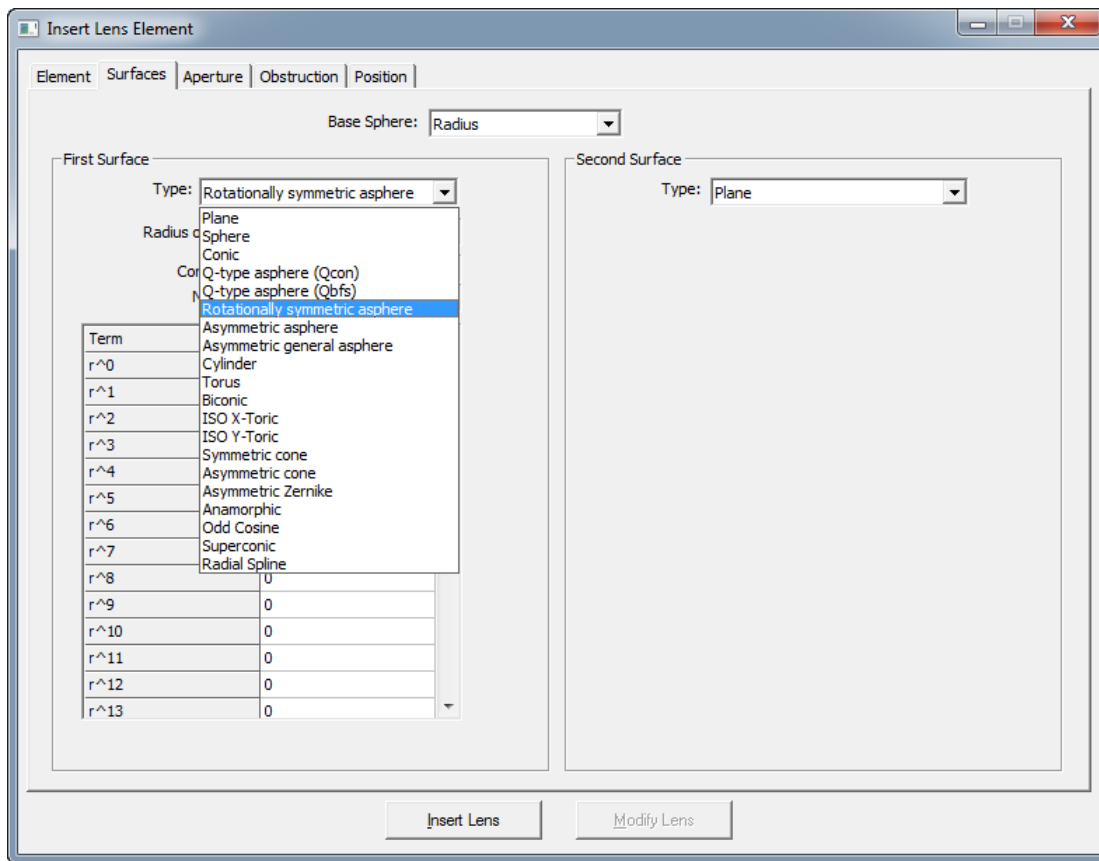 Insert Lens Element
Element Surfaces Aperture Obstruction Position
Base Sphere: Radius
First Surface
Type: Rotationally symmetric asphere
Plane
Radius
Sphere
Conic
Q-type asphere (Qcon)
Q-type asphere (Qbfs)
Rotationally symmetric asphere
Asymmetric asphere
Asymmetric general asphere
Cylinder
Torus
Biconic
ISO X-Toric
ISO Y-Toric
Symmetric cone
Asymmetric cone
Asymmetric Zernike
Anamorphic
Odd Cosine
Superconic
Radial Spline
Term
r^0
r^1
r^2
r^3
r^4
r^5
r^6
r^7
r^8 0
r^9 0
r^10 0
r^11 0
r^12 0
r^13 0
Second Surface
Type: Plane
Insert Lens Modify Lens